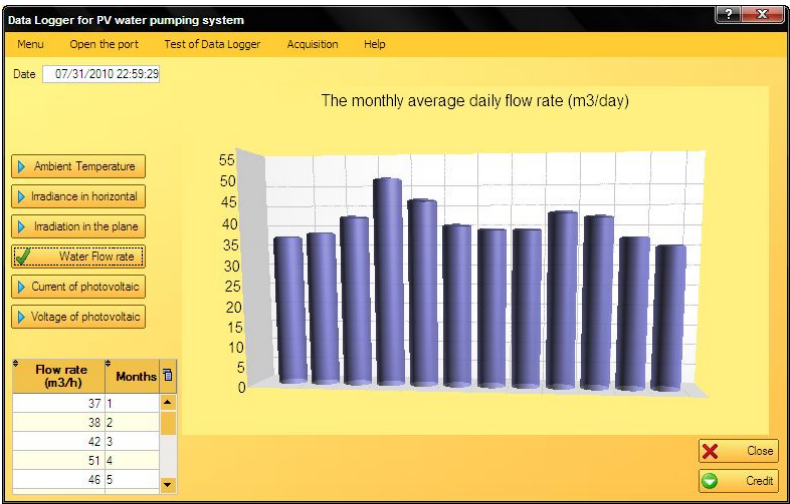 Data Logger for PV water pumping system
?
X
Menu Open the port Test of Data Logger Acquisition Help
Date 07/31/2010 22:59:29
The monthly average daily flow rate (m3/day)
Ambient Temperature
Irradiance in horizontal
Irradiation in the plane
Water Flow rate
Current of photovoltaic
Voltage of photovoltaic
55
50
45
40
35
30
25
20
15
10
5
0
Flow rate
(m3/h) Months
37 1
38 2
42 3
51 4
46 5
Close
Credit